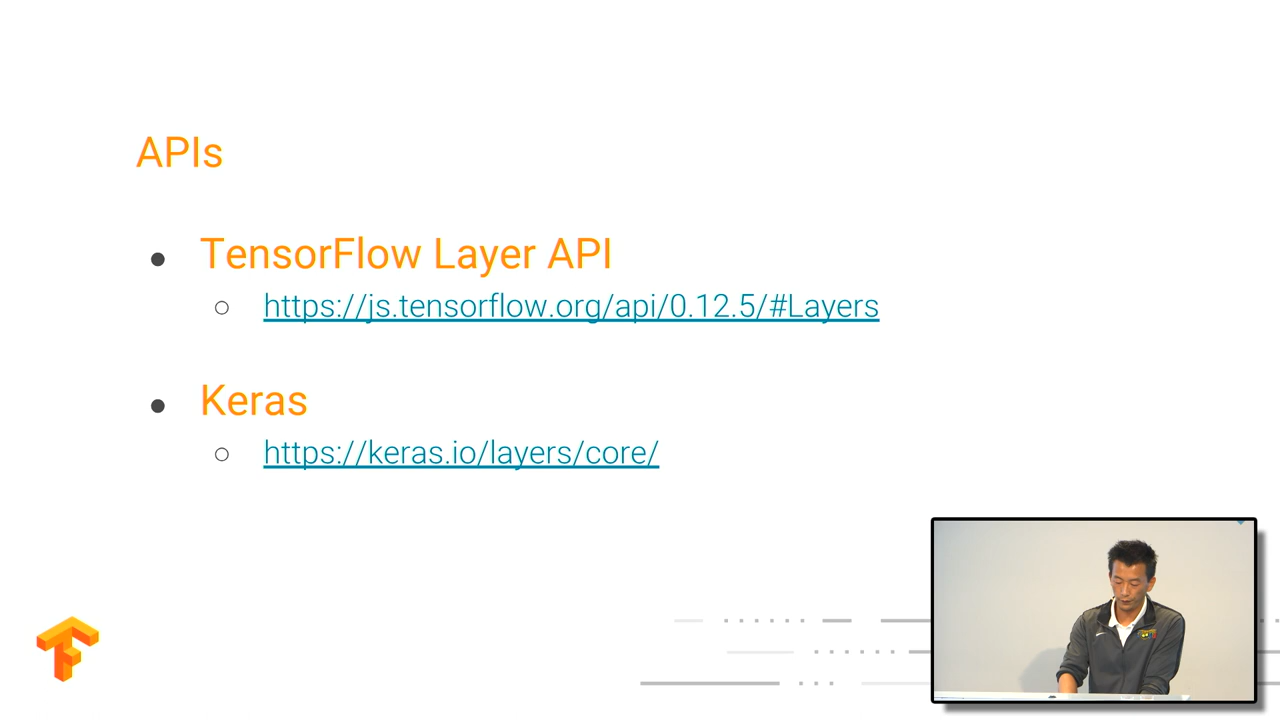 APIs
● TensorFlow Layer API
○ https://js.tensorflow.org/api/0.12.5/#Layers
● Keras
○ https://keras.io/layers/core/